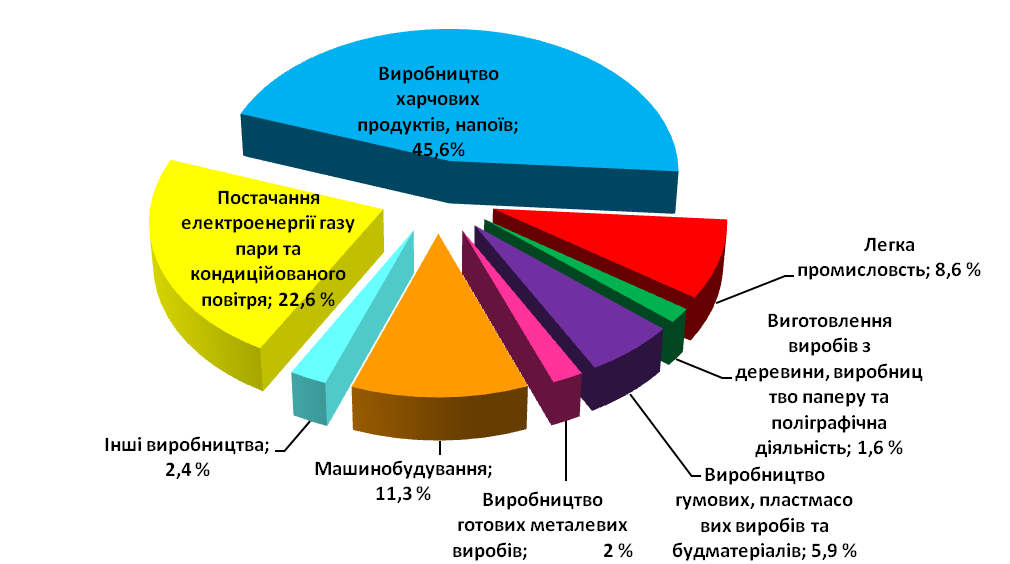 Виробництво
харчових
продуктів, напоїв;
45,6%
Постачання
електроенергії газу
пари та
кондиційованого
повітря; 22,6 %
Легка
промисловсть; 8,6 %
Виготовлення
виробів з
деревини, виробниц
тво паперу та
поліграфічна
діяльність; 1,6 %
Інші виробництва;
2,4 %
Машинобудування;
11,3 %
Виробництво
готових металевих
виробів; 2 %
Виробництво
гумових, пластмасо
вих виробів та
будматеріалів; 5,9 %